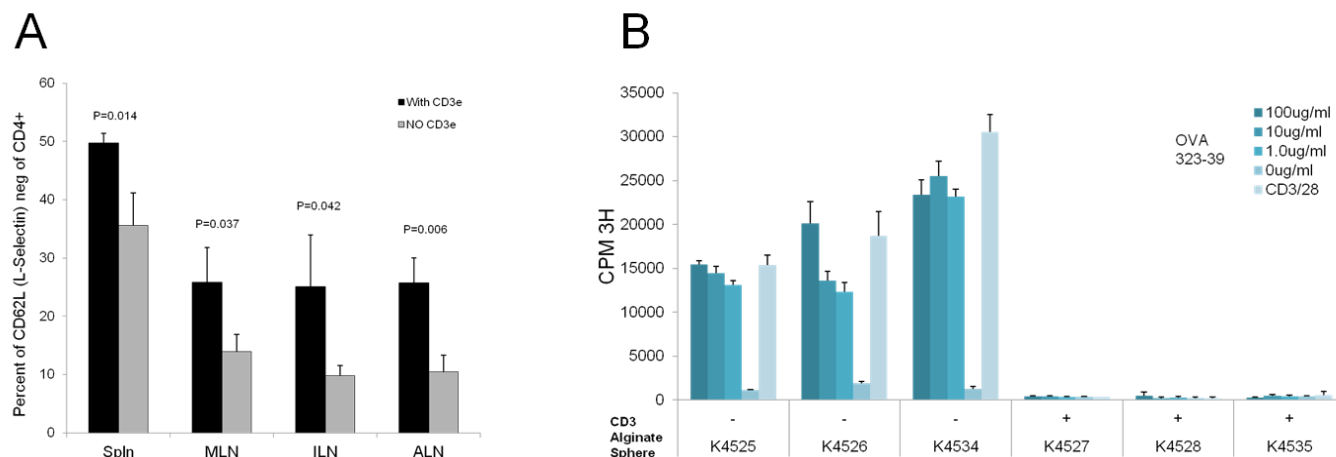 A
Percent of CD62L (L-Selectin) neg of CD4+
60
50
40
30
20
10
0
P=0.014
P=0.037
P=0.042
P=0.006
With CD3e
NO CD3e
Spln MLN ILN ALN
B
CPM 3H
35000
30000
25000
20000
15000
10000
5000
0
OVA
323-39
100ug/ml
10ug/ml
1.0ug/ml
0ug/ml
CD3/28
CD3
Alginate
Sphere
- - - + + +
K4525 K4526 K4534 K4527 K4528 K4535